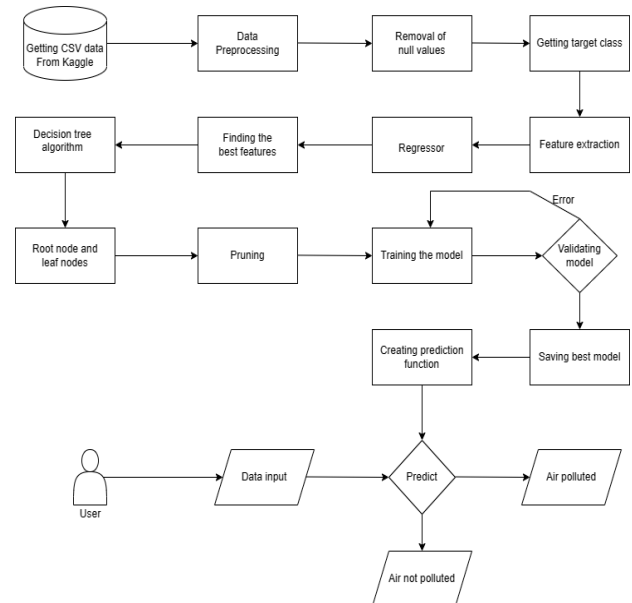 Getting CSV data
From Kaggle
Data
Preprocessing
Removal of
null values
Getting target class
Decision tree
algorithm
Finding the
best features
Regressor
Feature extraction
Error
Root node and
leaf nodes
Pruning
Training the model
Validating
model
Creating prediction
function
Saving best model
User
Data input
Predict
Air polluted
Air not polluted